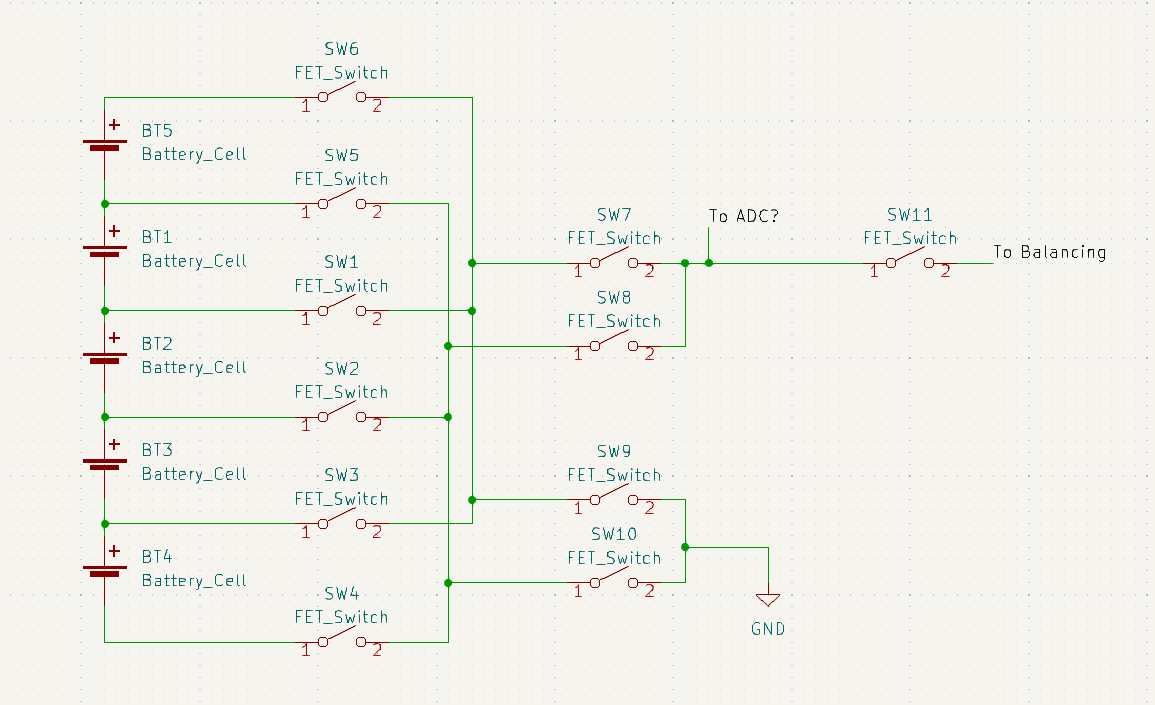 SW6
FET_Switch
1 2
+
BT5
Battery_Cell
SW5
FET_Switch
1 2
+
BT1
Battery_Cell
SW1
FET_Switch
1 2
+
BT2
Battery_Cell
SW2
FET_Switch
1 2
+
BT3
Battery_Cell
SW3
FET_Switch
1 2
+
BT4
Battery_Cell
SW4
FET_Switch
1 2
SW7
FET_Switch
1 2
SW8
FET_Switch
1 2
To ADC?
SW11
FET_Switch
1 2
To Balancing
SW9
FET_Switch
1 2
SW10
FET_Switch
1 2
GND